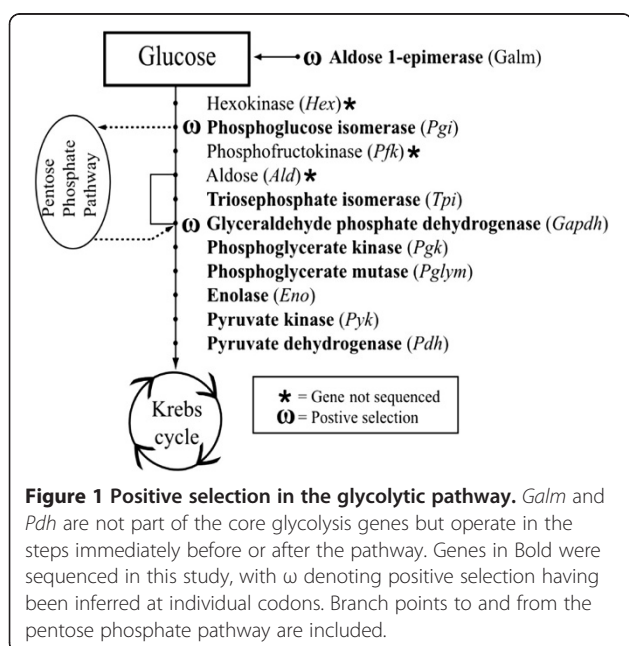 Glucose
ω Aldose 1-epimerase (Galm)
Hexokinase (Hex)*
ω Phosphoglucose isomerase (Pgi)
Phosphofructokinase (Pfk)*
Aldose (Ald)*
Triosephosphate isomerase (Tpi)
ω Glyceraldehyde phosphate dehydrogenase (Gapdh)
Phosphoglycerate kinase (Pgk)
Phosphoglycerate mutase (Pglym)
Enolase (Eno)
Pyruvate kinase (Pyk)
Pyruvate dehydrogenase (Pdh)
Pentose
Phosphate
Pathway
Krebs
cycle
* = Gene not sequenced
ω = Postive selection
Figure 1 Positive selection in the glycolytic pathway. Galm and
Pdh are not part of the core glycolysis genes but operate in the
steps immediately before or after the pathway. Genes in Bold were
sequenced in this study, with ω denoting positive selection having
been inferred at individual codons. Branch points to and from the
pentose phosphate pathway are included.